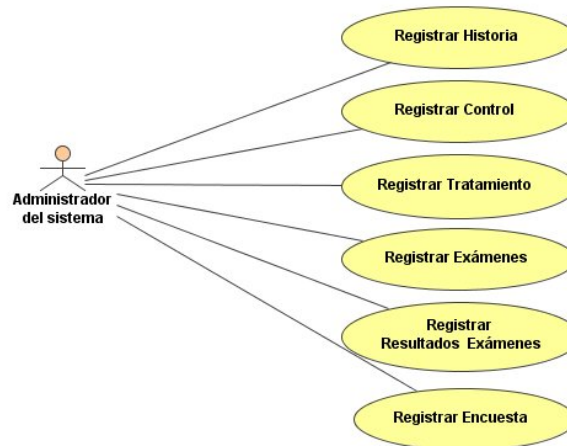 Registrar Historia
Registrar Control
Registrar Tratamiento
Administrador
del sistema
Registrar Exámenes
Registrar
Resultados Exámenes
Registrar Encuesta